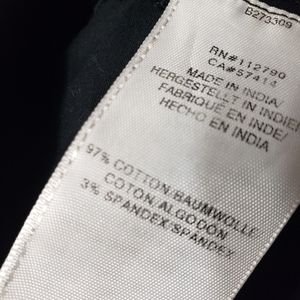 B273309
RN#112790
CA#57414
MADE IN INDIA/
HERGESTELLT IN INDIEN/
FABRIQUÉ EN INDE/
HECHO EN INDIA
97% COTTON/BAUMWOLLE
COTON/ALGODON
3% SPANDEX/SPANDEX